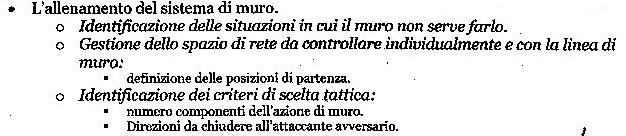 • L'allenamento del sistema di muro.
o Identificazione delle situazioni in cui il muro non serve farlo.
o Gestione dello spazio di rete da controllare individualmente e con la linea di
muro:
▪ definizione delle posizioni di partenza.
o Identificazione dei criteri di scelta tattica:
▪ numero componenti dell'azione di muro.
▪ Direzioni da chiudere all'attaccante avversario.